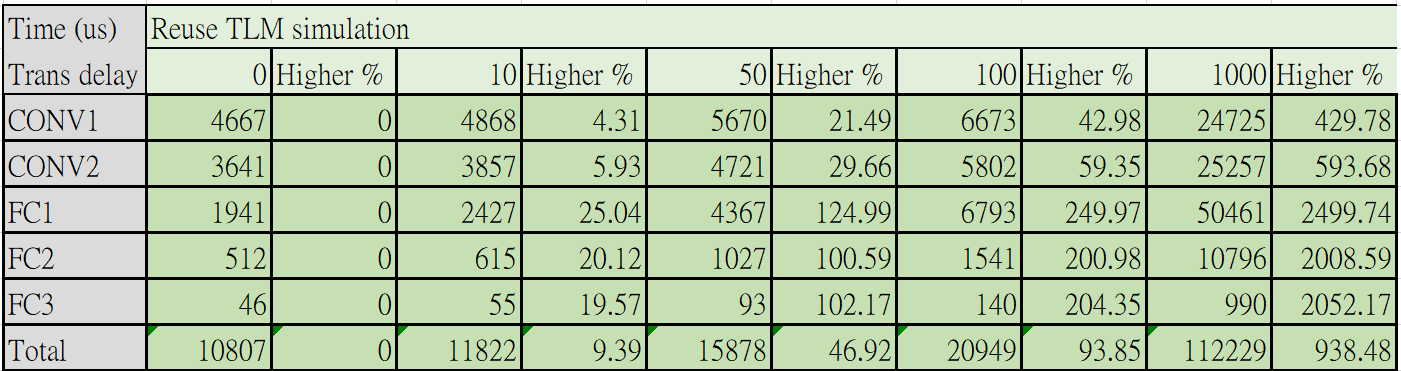 Time (us) Reuse TLM simulation
Trans delay 0 Higher % 10 Higher % 50 Higher % 100 Higher % 1000 Higher %
CONV1 4667 0 4868 4.31 5670 21.49 6673 42.98 24725 429.78
CONV2 3641 0 3857 5.93 4721 29.66 5802 59.35 25257 593.68
FC1 1941 0 2427 25.04 4367 124.99 6793 249.97 50461 2499.74
FC2 512 0 615 20.12 1027 100.59 1541 200.98 10796 2008.59
FC3 46 0 55 19.57 93 102.17 140 204.35 990 2052.17
Total 10807 0 11822 9.39 15878 46.92 20949 93.85 112229 938.48